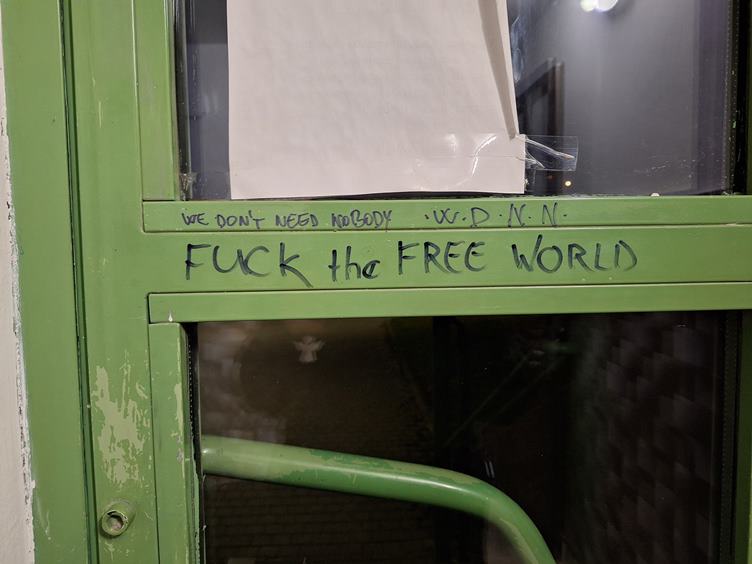 WE DON'T NEED NOBODY .W.D.N.N.
FUCK the FREE WORLD